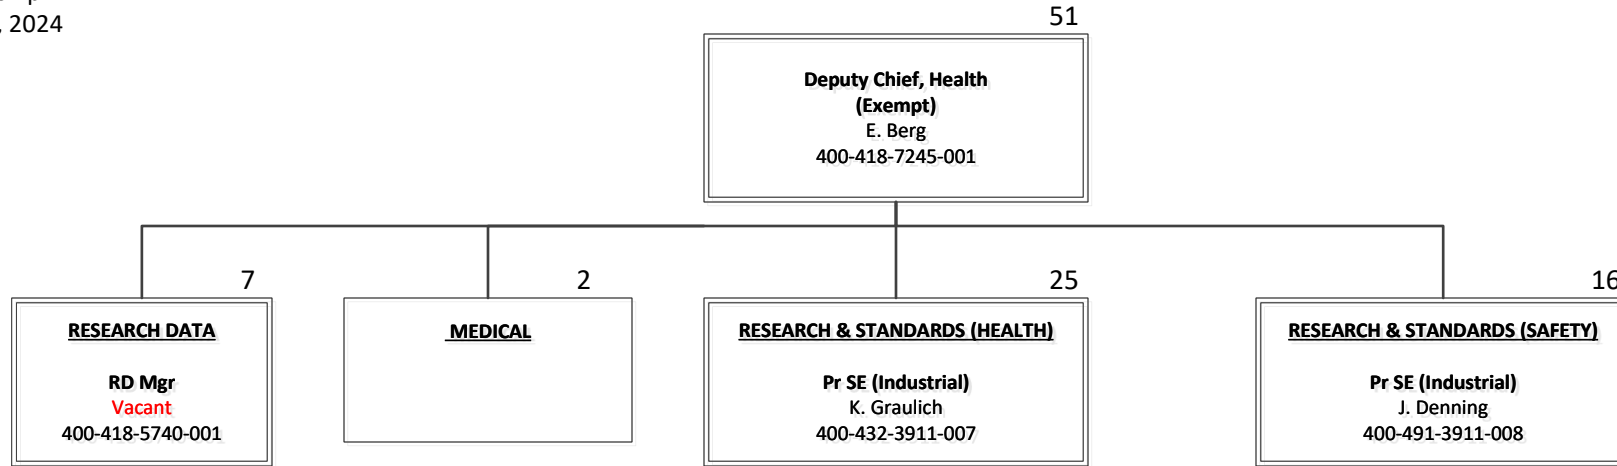 , 2024
51
Deputy Chief, Health
(Exempt)
E. Berg
400-418-7245-001
7
RESEARCH DATA
RD Mgr
Vacant
400-418-5740-001
2
MEDICAL
25
RESEARCH & STANDARDS (HEALTH)
Pr SE (Industrial)
K. Graulich
400-432-3911-007
16
RESEARCH & STANDARDS (SAFETY)
Pr SE (Industrial)
J. Denning
400-491-3911-008